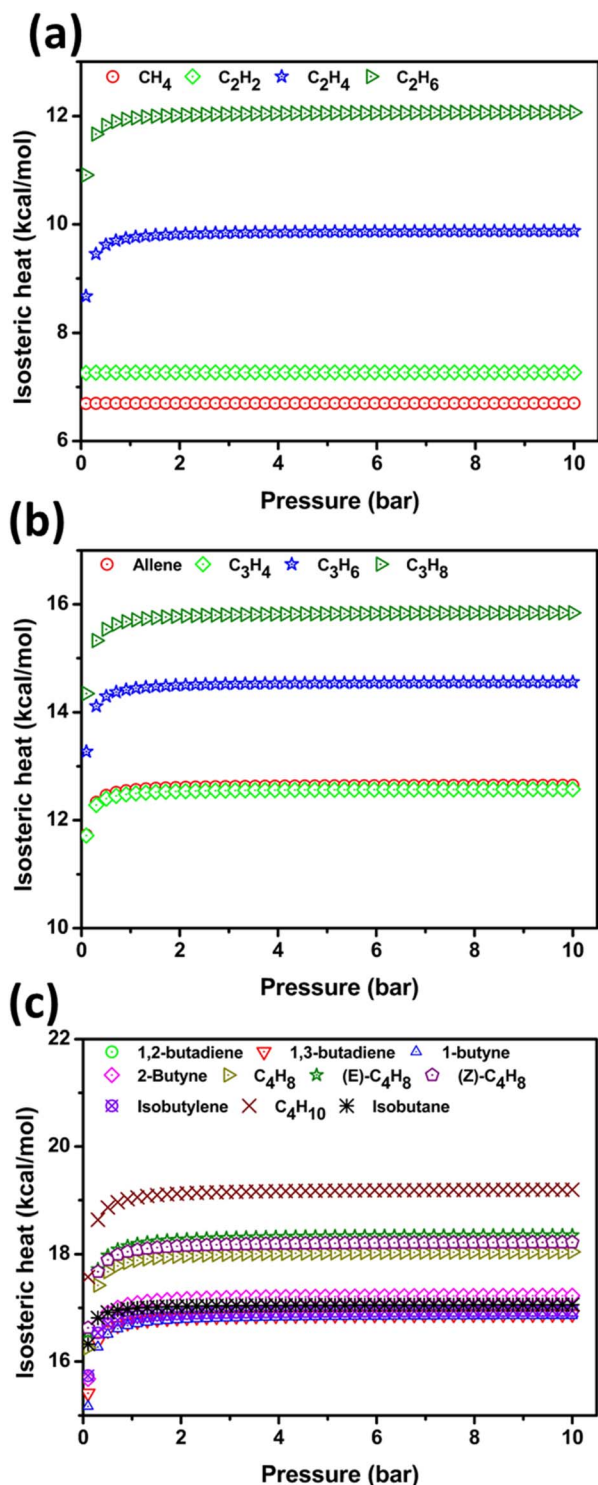 (a)
CH₄ C₂H₂ C₂H₄ C₂H₆
12
10
8
6
0 2 4 6 8 10
Isosteric heat (kcal/mol)
Pressure (bar)
(b)
Allene C₃H₄ C₃H₆ C₃H₈
16
14
12
10
0 2 4 6 8 10
Isosteric heat (kcal/mol)
Pressure (bar)
(c)
22
1,2-butadiene 1,3-butadiene 1-butyne
2-Butyne C₄H₈ (E)-C₄H₈ (Z)-C₄H₈
Isobutylene C₄H₁₀ Isobutane
20
18
16
0 2 4 6 8 10
Isosteric heat (kcal/mol)
Pressure (bar)